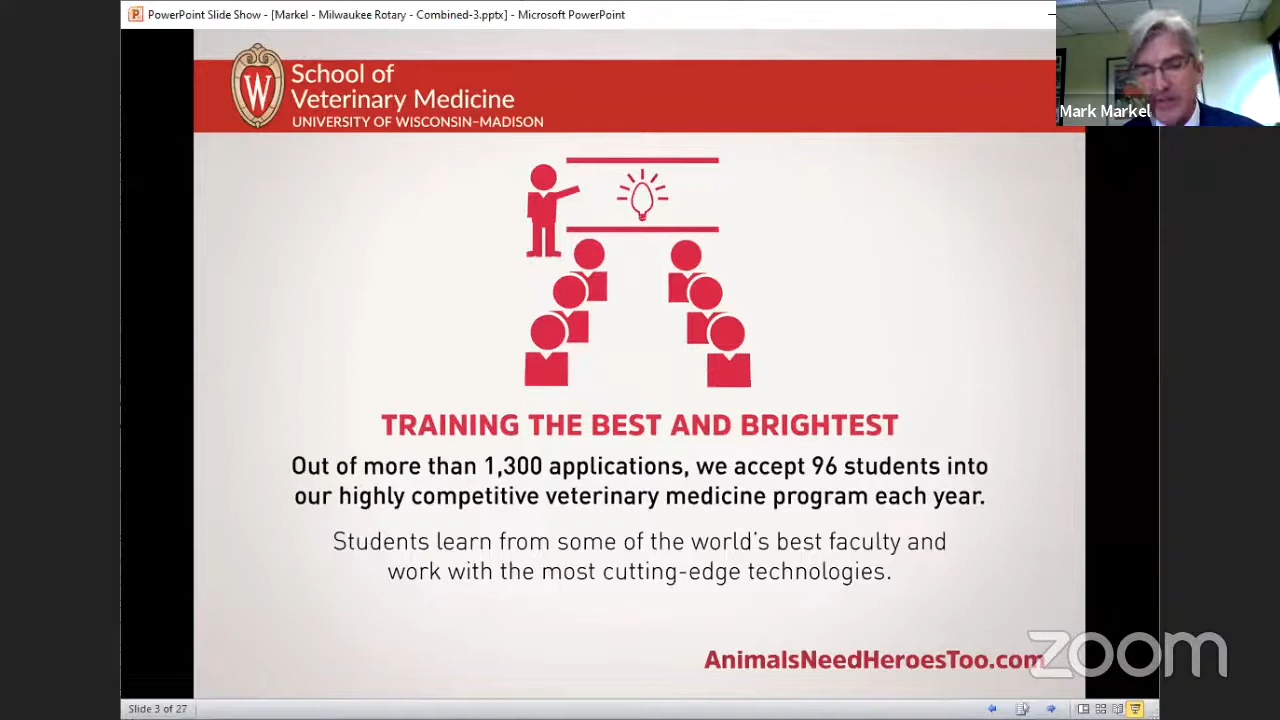 PowerPoint Slide Show - [Markel - Milwaukee Rotary - Combined-3.pptx] - Microsoft PowerPoint
W
School of
Veterinary Medicine
UNIVERSITY OF WISCONSIN–MADISON
Mark Markel
TRAINING THE BEST AND BRIGHTEST
Out of more than 1,300 applications, we accept 96 students into
our highly competitive veterinary medicine program each year.
Students learn from some of the world's best faculty and
work with the most cutting-edge technologies.
AnimalsNeedHeroesToo.com
zoom
Slide 3 of 27